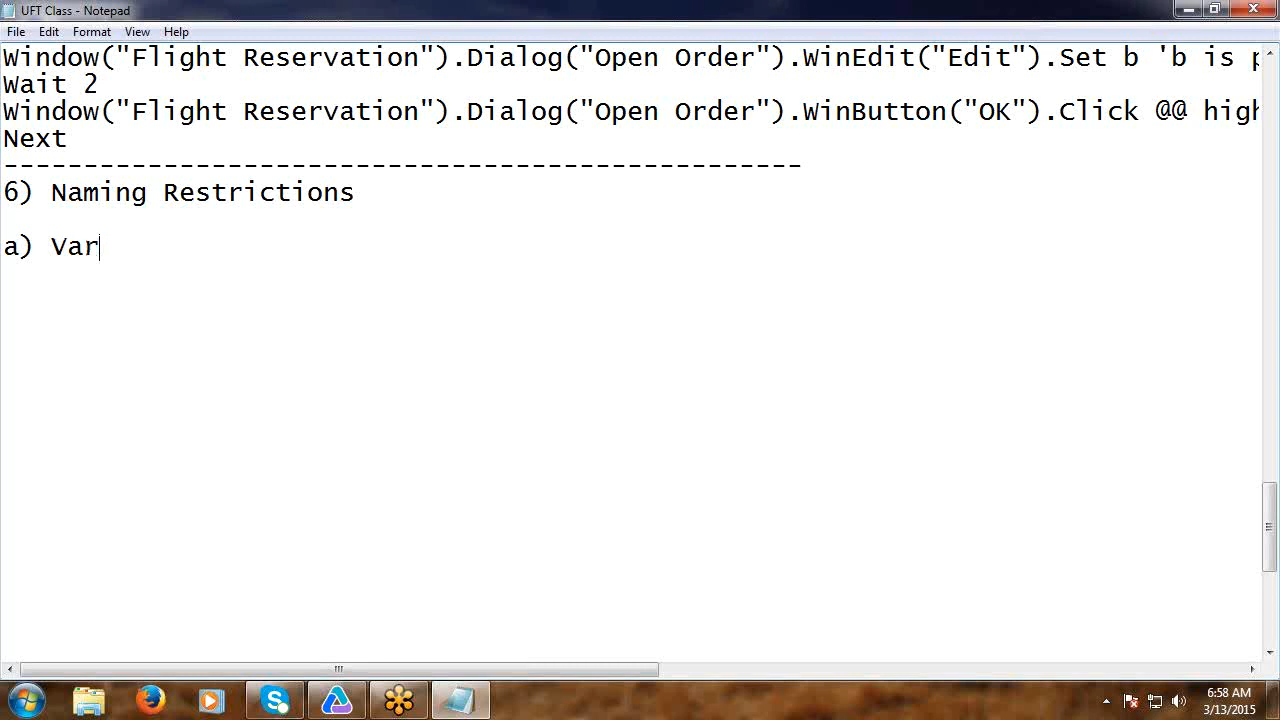 UFT Class - Notepad
File Edit Format View Help
Window("Flight Reservation").Dialog("Open Order").WinEdit("Edit").Set b 'b is p
Wait 2
Window("Flight Reservation").Dialog("Open Order").WinButton("OK").Click @@ high
Next
--------------------------------------------------
6) Naming Restrictions
a) Var
6:58 AM
3/13/2015